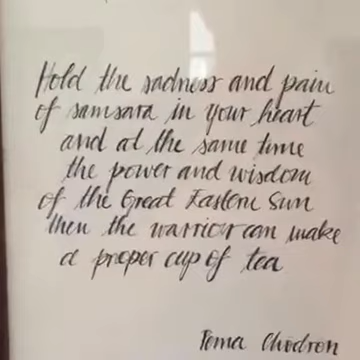 Hold the sadness and pain
of samsara in your heart
and at the same time
the power and wisdom
of the Great Eastern Sun
then the warrior can make
a proper cup of tea
Pema Chödron